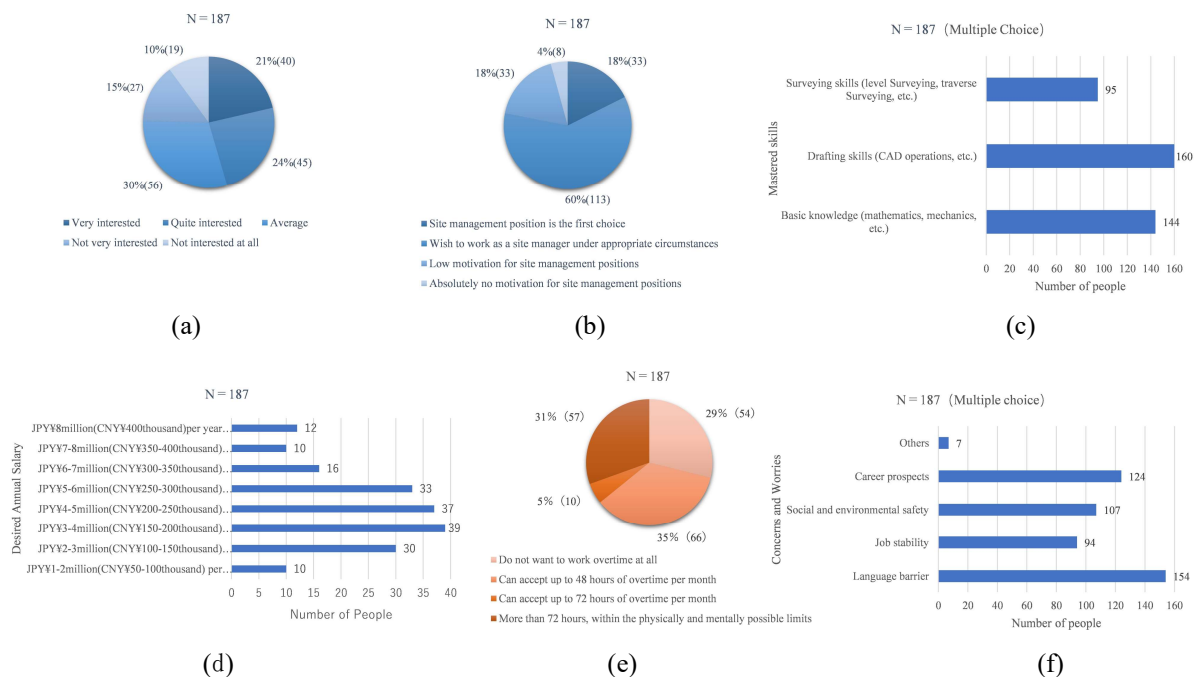 N = 187
10%(19)
21%(40)
15%(27)
24%(45)
30%(56)
Very interested Quite interested Average
Not very interested Not interested at all
(a)
N = 187
4%(8)
18%(33)
18%(33)
60%(113)
Site management position is the first choice
Wish to work as a site manager under appropriate circumstances
Low motivation for site management positions
Absolutely no motivation for site management positions
(b)
N = 187 (Multiple Choice)
Mastered skills
Surveying skills (level Surveying, traverse
Surveying, etc.)
95
Drafting skills (CAD operations, etc.)
160
Basic knowledge (mathematics, mechanics,
etc.)
144
0 20 40 60 80 100 120 140 160
Number of people
(c)
N = 187
Desired Annual Salary
JPY¥8million(CNY¥400thousand)per year… 12
JPY¥7-8million(CNY¥350-400thousand)… 10
JPY¥6-7million(CNY¥300-350thousand)… 16
JPY¥5-6million(CNY¥250-300thousand)… 33
JPY¥4-5million(CNY¥200-250thousand)… 37
JPY¥3-4million(CNY¥150-200thousand)… 39
JPY¥2-3million(CNY¥100-150thousand)… 30
JPY¥1-2million(CNY¥50-100thousand) per… 10
0 5 10 15 20 25 30 35 40
Number of People
(d)
N = 187
31% (57)
29% (54)
5% (10)
35% (66)
Do not want to work overtime at all
Can accept up to 48 hours of overtime per month
Can accept up to 72 hours of overtime per month
More than 72 hours, within the physically and mentally possible limits
(e)
N = 187 (Multiple choice)
Concerns and Worries
Others 7
Career prospects 124
Social and environmental safety 107
Job stability 94
Language barrier 154
0 20 40 60 80 100 120 140 160
Number of people
(f)